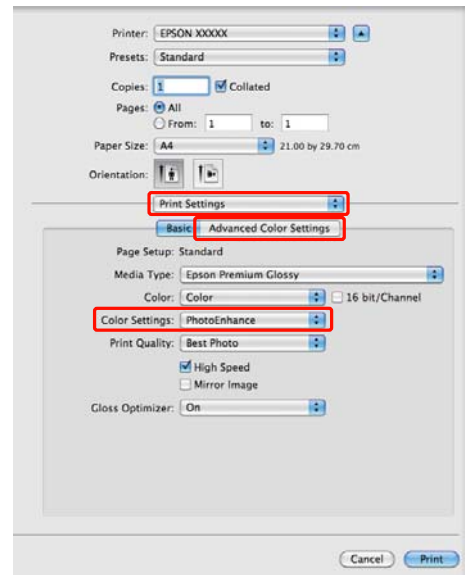 Printer: EPSON XXXXX
Presets: Standard
Copies: 1 Collated
Pages: All
From: 1 to: 1
Paper Size: A4 21.00 by 29.70 cm
Orientation:
Print Settings
Basic Advanced Color Settings
Page Setup: Standard
Media Type: Epson Premium Glossy
Color: Color 16 bit/Channel
Color Settings: PhotoEnhance
Print Quality: Best Photo
High Speed
Mirror Image
Gloss Optimizer: On
Cancel Print